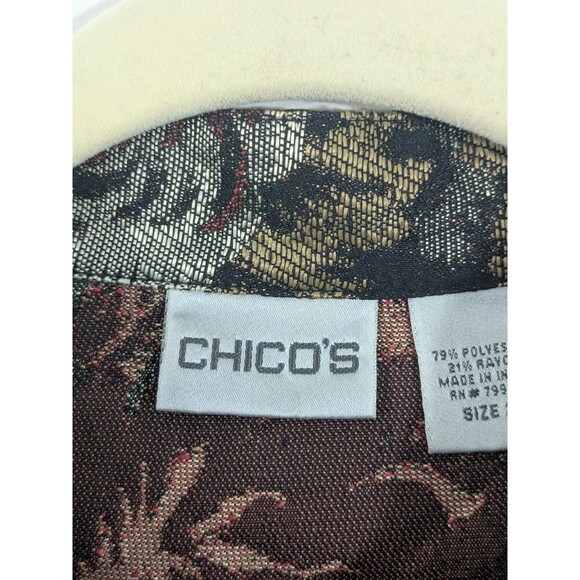 CHICO'S
79% POLYES
21% RAYO
MADE IN IN
RN# 799
SIZE